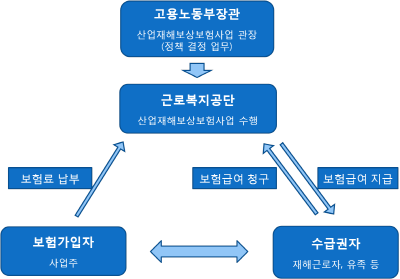 고용노동부장관
산업재해보상보험사업 관장
(정책 결정 업무)
근로복지공단
산업재해보상보험사업 수행
보험료 납부
보험급여 청구
보험급여 지급
보험가입자
사업주
수급권자
재해근로자, 유족 등